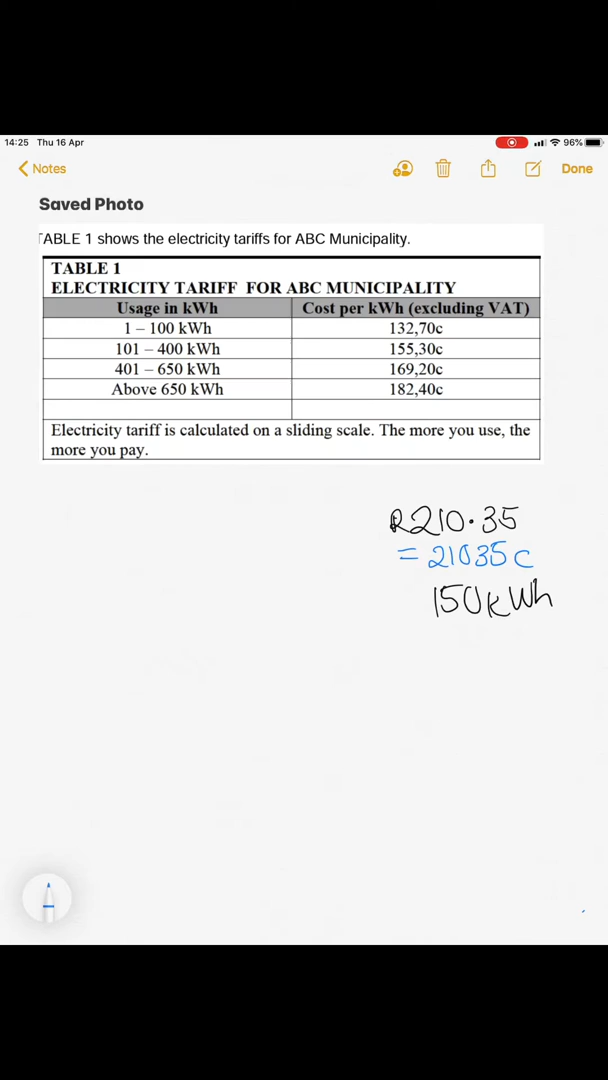 14:25 Thu 16 Apr 96%
Notes Done
Saved Photo
TABLE 1 shows the electricity tariffs for ABC Municipality.
TABLE 1
ELECTRICITY TARIFF FOR ABC MUNICIPALITY
Usage in kWh Cost per kWh (excluding VAT)
1 – 100 kWh 132,70c
101 – 400 kWh 155,30c
401 – 650 kWh 169,20c
Above 650 kWh 182,40c
Electricity tariff is calculated on a sliding scale. The more you use, the
more you pay.
R210.35
= 21035c
150kWh